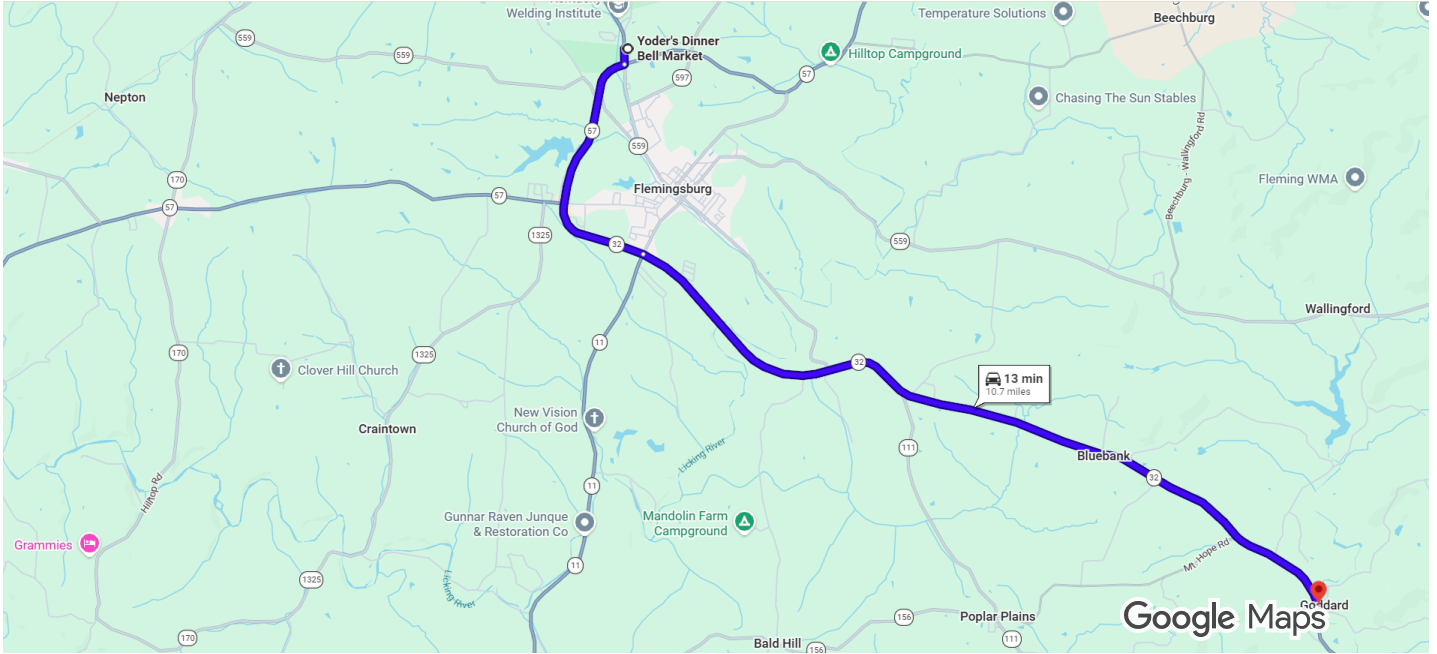 Welding Institute
Temperature Solutions
Beechburg
Yoder's Dinner
Bell Market
Hilltop Campground
559
559
57
597
Nepton
Chasing The Sun Stables
57
559
Beechburg - Wallingford Rd
170
Flemingsburg
Fleming WMA
57
57
1325
32
559
Wallingford
11
170
1325
32
Clover Hill Church
13 min
10.7 miles
New Vision
Church of God
Craintown
111
Licking River
Bluebank
32
Hilltop Rd
11
Gunnar Raven Junque
& Restoration Co
Mandolin Farm
Campground
Grammies
Mt. Hope Rd
11
1325
Licking River
Goddard
156
Poplar Plains
Google Maps
170
111
Bald Hill
156